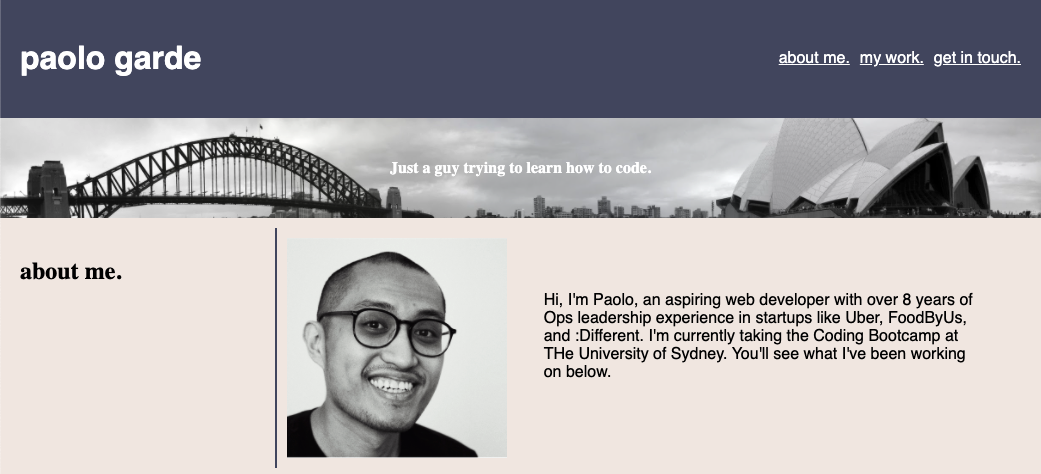 paolo garde
about me. my work. get in touch.
Just a guy trying to learn how to code.
about me.
Hi, I'm Paolo, an aspiring web developer with over 8 years of
Ops leadership experience in startups like Uber, FoodByUs,
and :Different. I'm currently taking the Coding Bootcamp at
THe University of Sydney. You'll see what I've been working
on below.